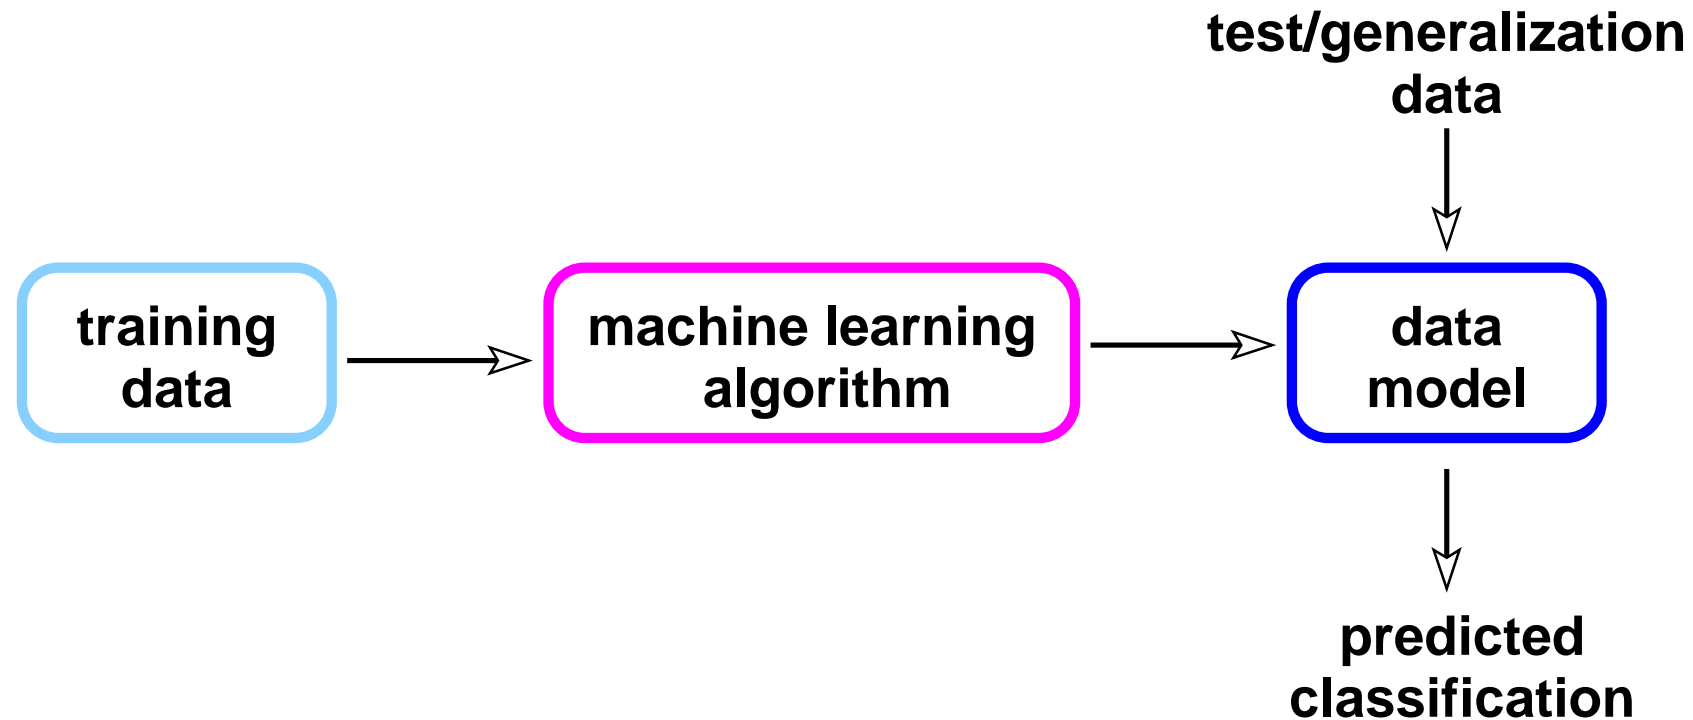 test/generalization
data
training
data
machine learning
algorithm
data
model
predicted
classification